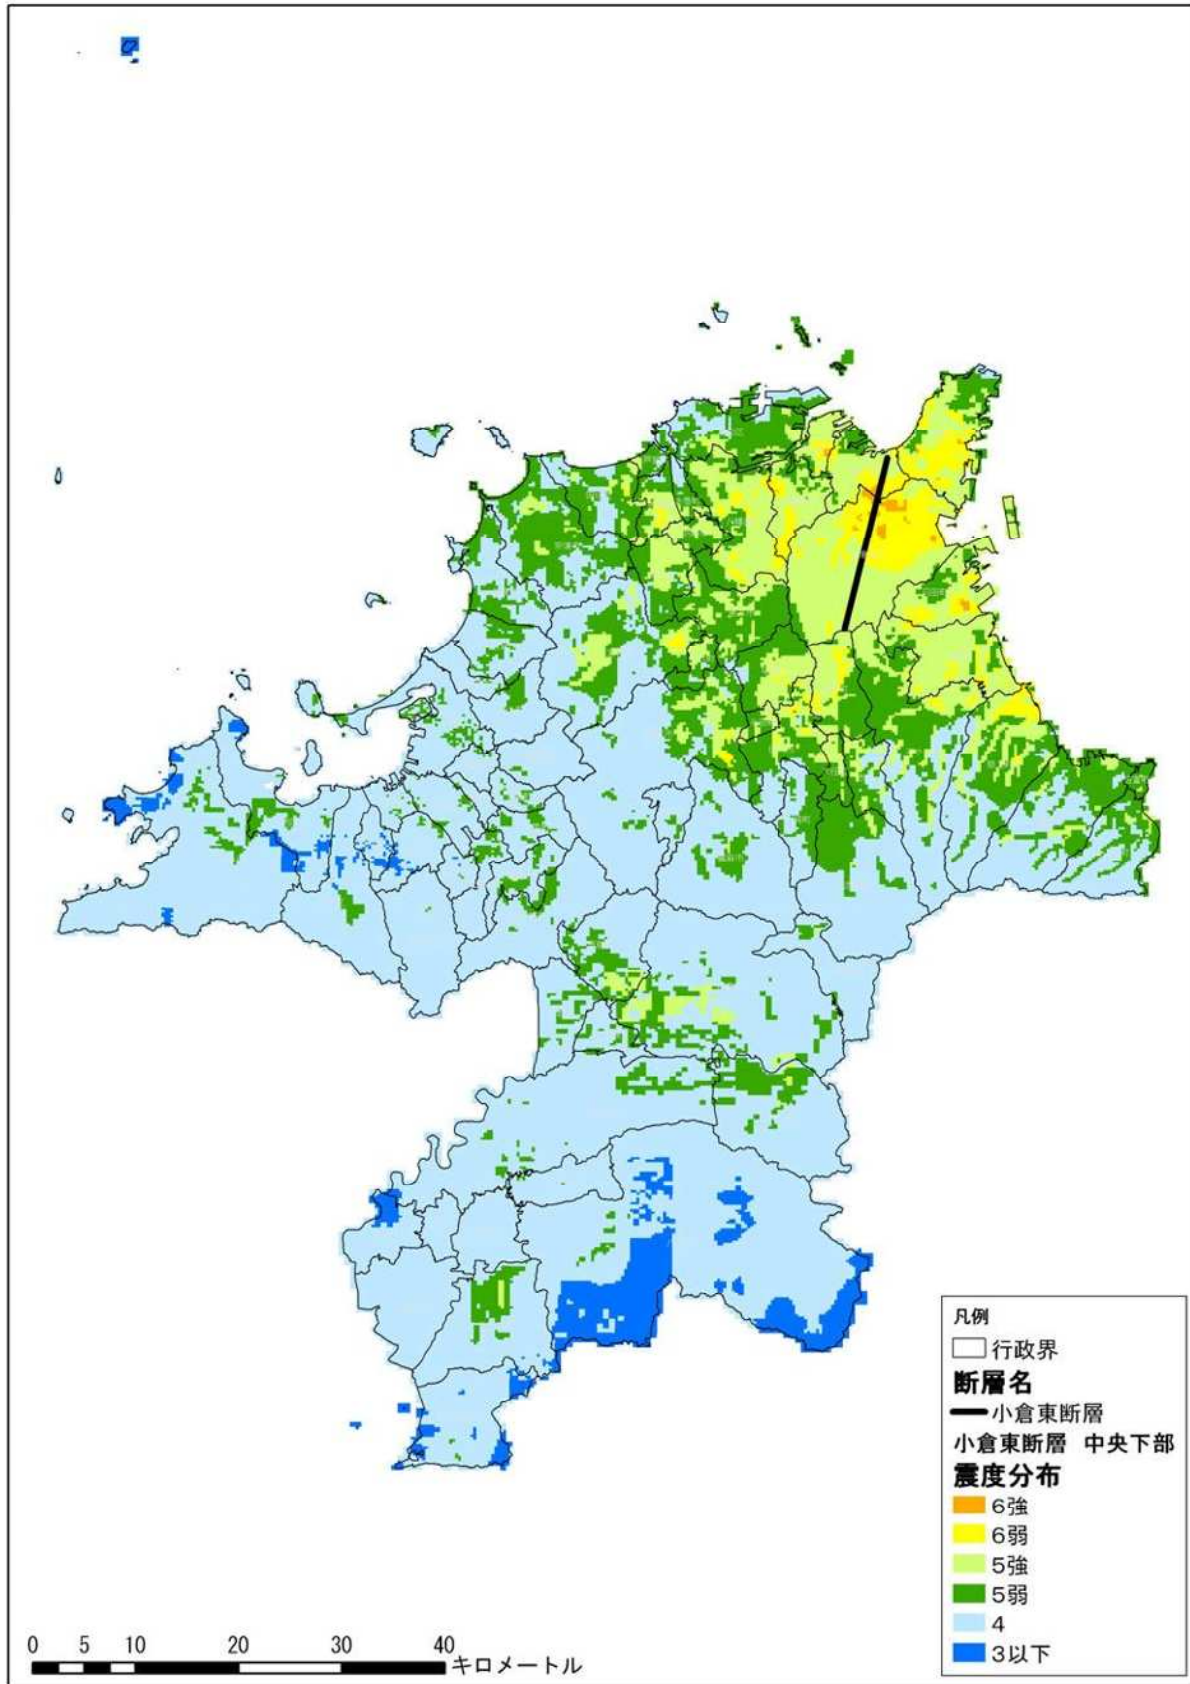 凡例
行政界
断層名
小倉東断層
小倉東断層 中央下部
震度分布
6強
6弱
5強
5弱
4
3以下
0 5 10 20 30 40
キロメートル